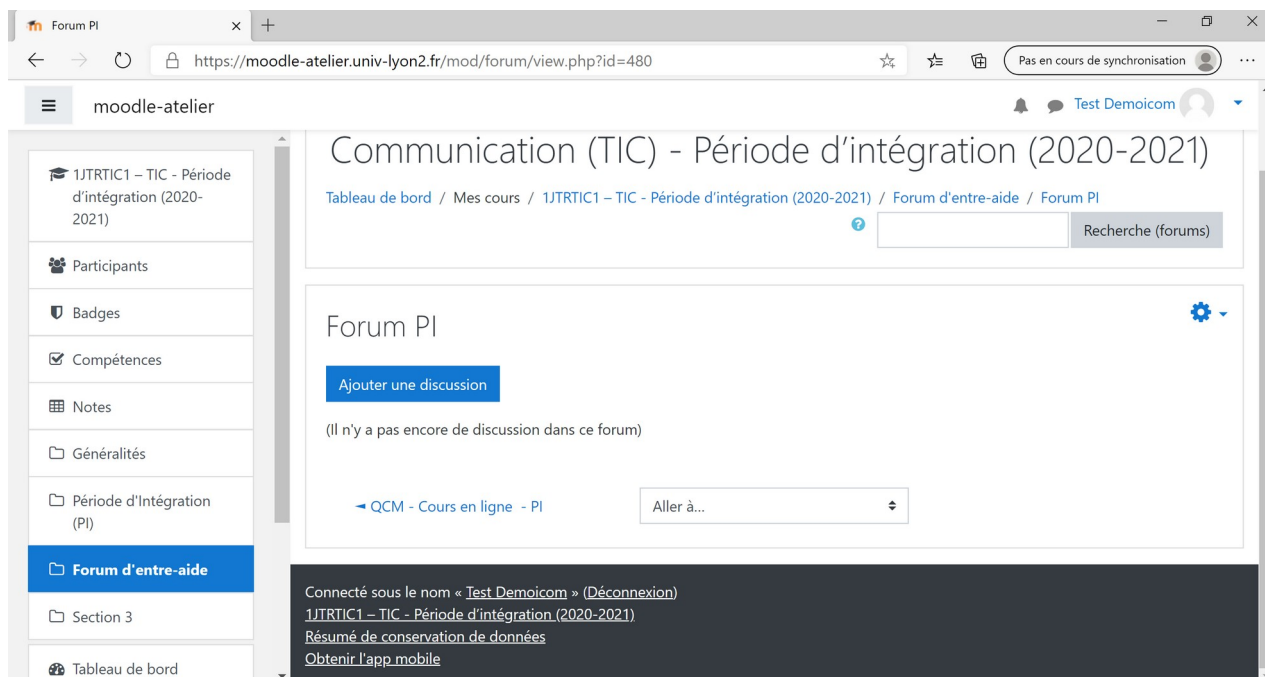 Forum PI
https://moodle-atelier.univ-lyon2.fr/mod/forum/view.php?id=480
Pas en cours de synchronisation
moodle-atelier
Test Demoicom
1JTRTIC1 – TIC - Période
d'intégration (2020-
2021)
Participants
Badges
Compétences
Notes
Généralités
Période d'Intégration
(PI)
Forum d'entre-aide
Section 3
Tableau de bord
Communication (TIC) - Période d'intégration (2020-2021)
Tableau de bord / Mes cours / 1JTRTIC1 – TIC - Période d'intégration (2020-2021) / Forum d'entre-aide / Forum PI
Recherche (forums)
Forum PI
Ajouter une discussion
(Il n'y a pas encore de discussion dans ce forum)
◄ QCM - Cours en ligne - PI
Aller à...
Connecté sous le nom « Test Demoicom » (Déconnexion)
1JTRTIC1 – TIC - Période d'intégration (2020-2021)
Résumé de conservation de données
Obtenir l'app mobile